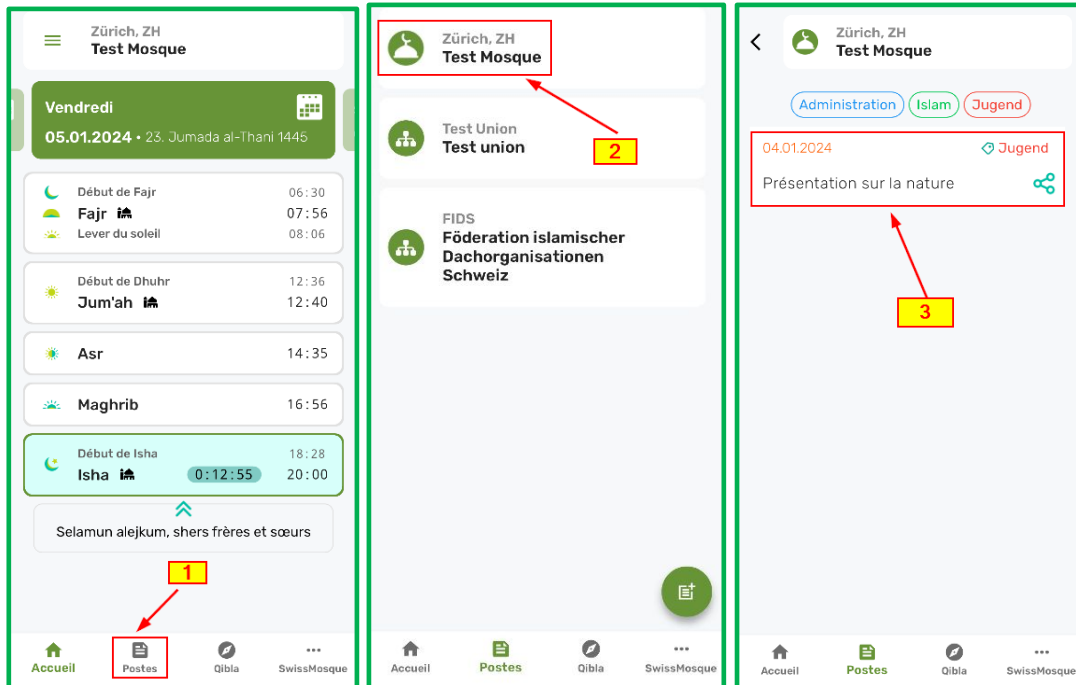 Zürich, ZH
Test Mosque
Vendredi
05.01.2024 • 23. Jumada al-Thani 1445
Début de Fajr 06:30
Fajr 07:56
Lever du soleil 08:06
Début de Dhuhr 12:36
Jum'ah 12:40
Asr 14:35
Maghrib 16:56
Début de Isha 18:28
Isha 0:12:55 20:00
Selamun alejkum, shers frères et sœurs
1
Accueil Postes Qibla SwissMosque
Zürich, ZH
Test Mosque
Test Union
Test union
2
FIDS
Föderation islamischer
Dachorganisationen
Schweiz
Accueil Postes Qibla SwissMosque
Zürich, ZH
Test Mosque
Administration Islam Jugend
04.01.2024 Jugend
Présentation sur la nature
3
Accueil Postes Qibla SwissMosque